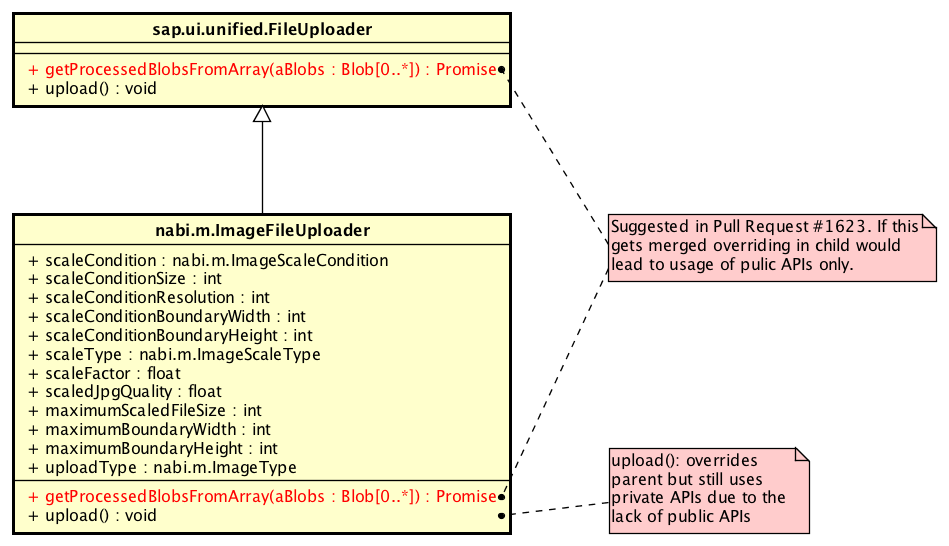 sap.ui.unified.FileUploader
+ getProcessedBlobsFromArray(aBlobs : Blob[0..*]) : Promise
+ upload() : void
nabi.m.ImageFileUploader
+ scaleCondition : nabi.m.ImageScaleCondition
+ scaleConditionSize : int
+ scaleConditionResolution : int
+ scaleConditionBoundaryWidth : int
+ scaleConditionBoundaryHeight : int
+ scaleType : nabi.m.ImageScaleType
+ scaleFactor : float
+ scaledJpgQuality : float
+ maximumScaledFileSize : int
+ maximumBoundaryWidth : int
+ maximumBoundaryHeight : int
+ uploadType : nabi.m.ImageType
+ getProcessedBlobsFromArray(aBlobs : Blob[0..*]) : Promise
+ upload() : void
Suggested in Pull Request #1623. If this
gets merged overriding in child would
lead to usage of pulic APIs only.
upload(): overrides
parent but still uses
private APIs due to the
lack of public APIs